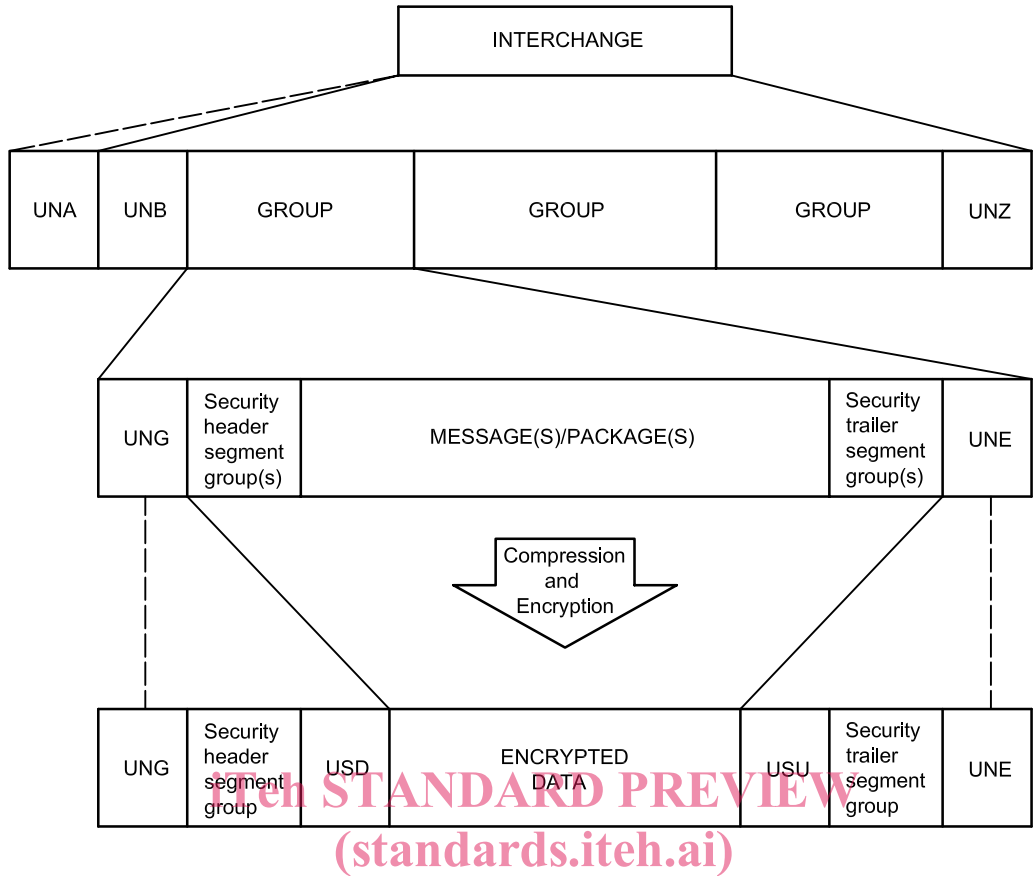 INTERCHANGE
UNA
UNB
GROUP
GROUP
GROUP
UNZ
UNG
Security
header
segment
group(s)
MESSAGE(S)/PACKAGE(S)
Security
trailer
segment
group(s)
UNE
Compression
and
Encryption
UNG
Security
header
segment
group
USD
ENCRYPTED
DATA
USU
Security
trailer
segment
group
UNE
iTeh STANDARD PREVIEW
(standards.iteh.ai)